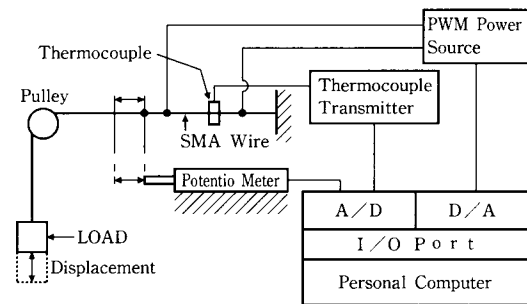 PWM Power
Source
Thermocouple
Thermocouple
Transmitter
Pulley
SMA Wire
Potentio Meter
A/D
D/A
LOAD
I/O Port
Displacement
Personal Computer